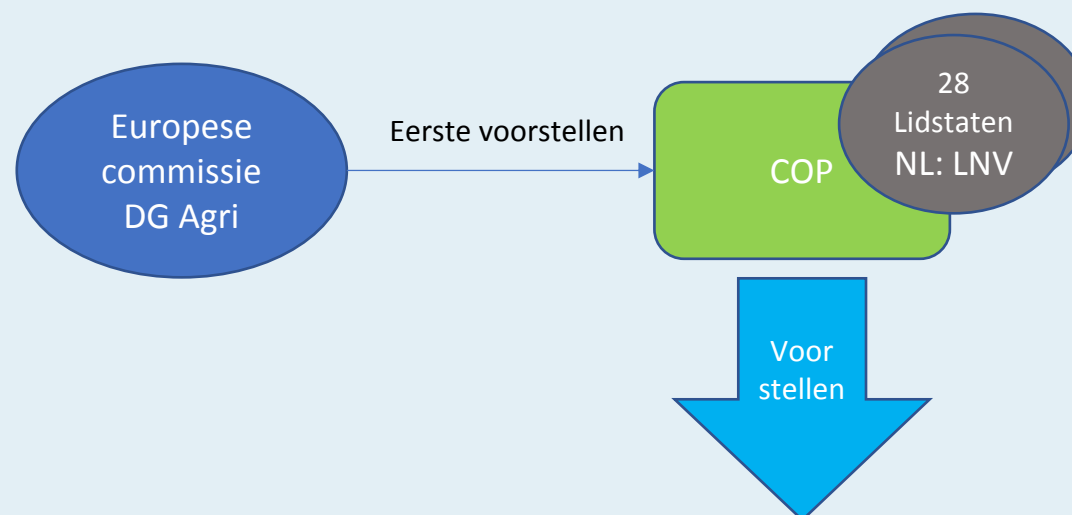 Europese
commissie
DG Agri
Eerste voorstellen
COP
28
Lidstaten
NL: LNV
Voor
stellen